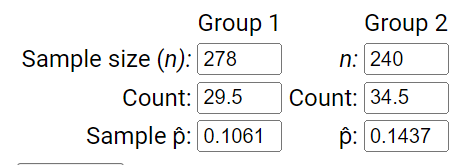 Group 1 Group 2
Sample size (n): 278 n: 240
Count: 29.5 Count: 34.5
Sample p̂: 0.1061 p̂: 0.1437